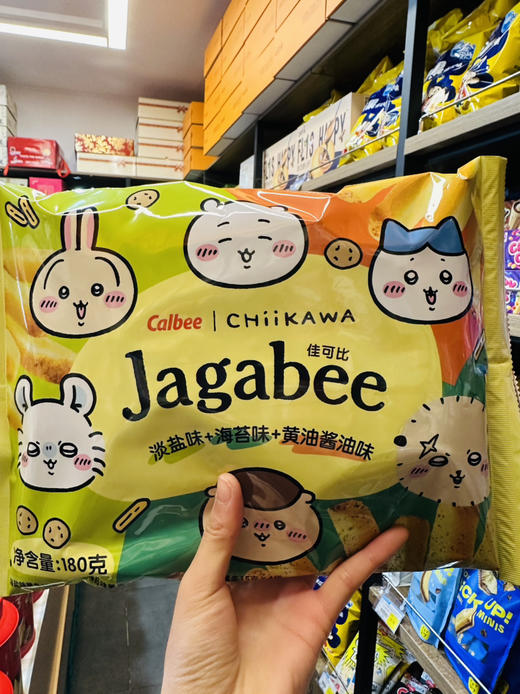 Calbee | CHiiKAWA
Jagabee
佳可比
淡盐味+海苔味+黄油酱油味
净含量:180克
MINIS